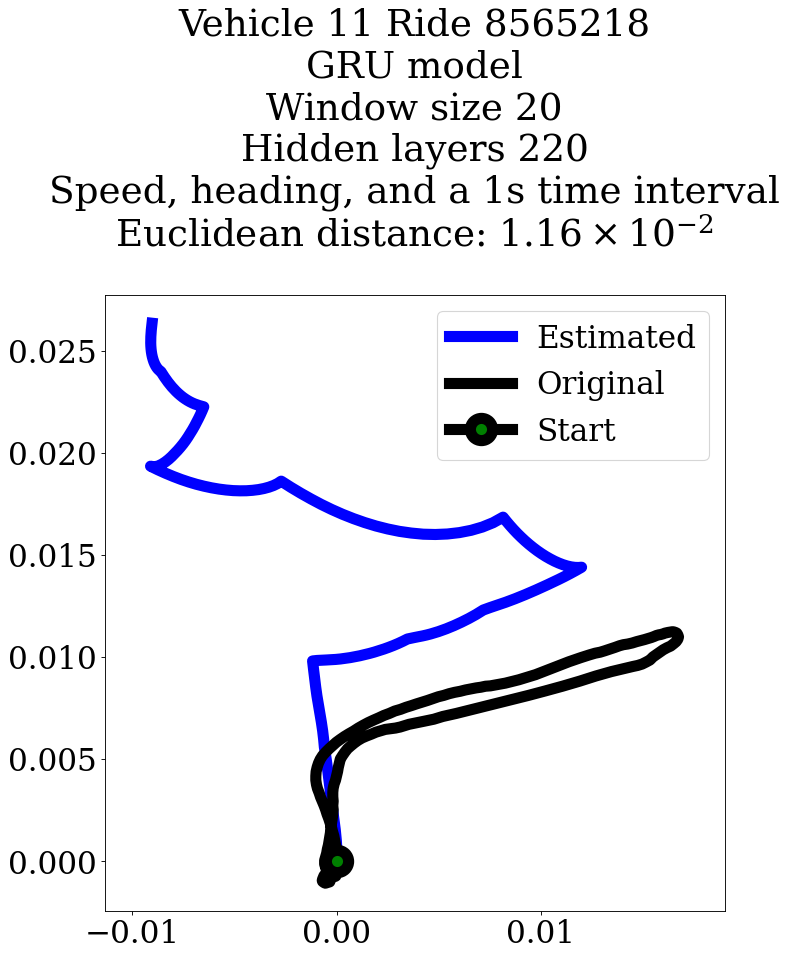 Vehicle 11 Ride 8565218
GRU model
Window size 20
Hidden layers 220
Speed, heading, and a 1s time interval
Euclidean distance: 1.16 × 10⁻²
Estimated
Original
Start
0.025
0.020
0.015
0.010
0.005
0.000
−0.01 0.00 0.01